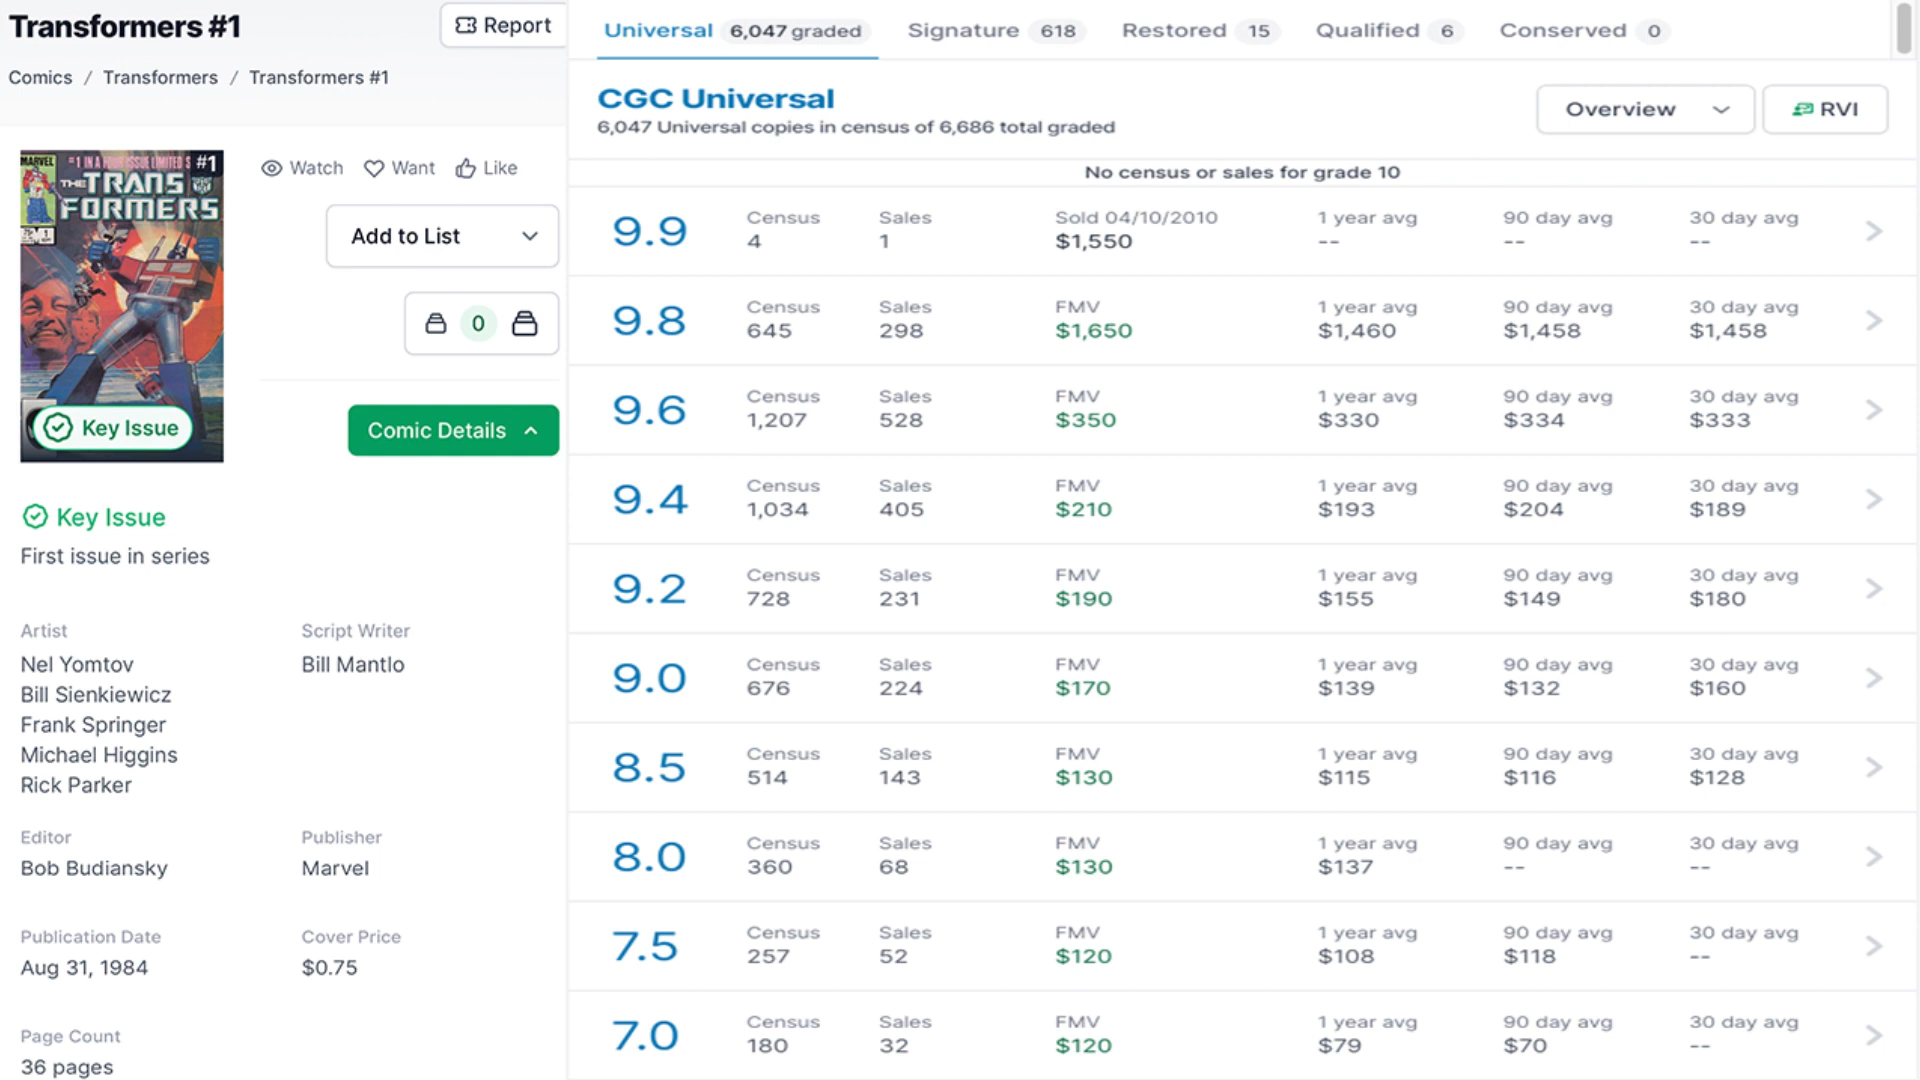 Transformers #1
Report
Comics / Transformers / Transformers #1
MARVEL
#1 IN A FOUR ISSUE LIMITED S
#1
THE TRANS
FORMERS
1
Key Issue
Watch
Want
Like
Add to List
0
Comic Details
Key Issue
First issue in series
Artist
Nel Yomtov
Bill Sienkiewicz
Frank Springer
Michael Higgins
Rick Parker
Script Writer
Bill Mantlo
Editor
Bob Budiansky
Publisher
Marvel
Publication Date
Aug 31, 1984
Cover Price
$0.75
Page Count
36 pages
Universal 6,047 graded Signature 618 Restored 15 Qualified 6 Conserved 0
CGC Universal
6,047 Universal copies in census of 6,686 total graded
Overview
RVI
No census or sales for grade 10
9.9
Census Sales Sold 04/10/2010 1 year avg 90 day avg 30 day avg
4 1 $1,550 -- -- --
9.8
Census Sales FMV 1 year avg 90 day avg 30 day avg
645 298 $1,650 $1,460 $1,458 $1,458
9.6
Census Sales FMV 1 year avg 90 day avg 30 day avg
1,207 528 $350 $330 $334 $333
9.4
Census Sales FMV 1 year avg 90 day avg 30 day avg
1,034 405 $210 $193 $204 $189
9.2
Census Sales FMV 1 year avg 90 day avg 30 day avg
728 231 $190 $155 $149 $180
9.0
Census Sales FMV 1 year avg 90 day avg 30 day avg
676 224 $170 $139 $132 $160
8.5
Census Sales FMV 1 year avg 90 day avg 30 day avg
514 143 $130 $115 $116 $128
8.0
Census Sales FMV 1 year avg 90 day avg 30 day avg
360 68 $130 $137 -- --
7.5
Census Sales FMV 1 year avg 90 day avg 30 day avg
257 52 $120 $108 $118 --
7.0
Census Sales FMV 1 year avg 90 day avg 30 day avg
180 32 $120 $79 $70 --